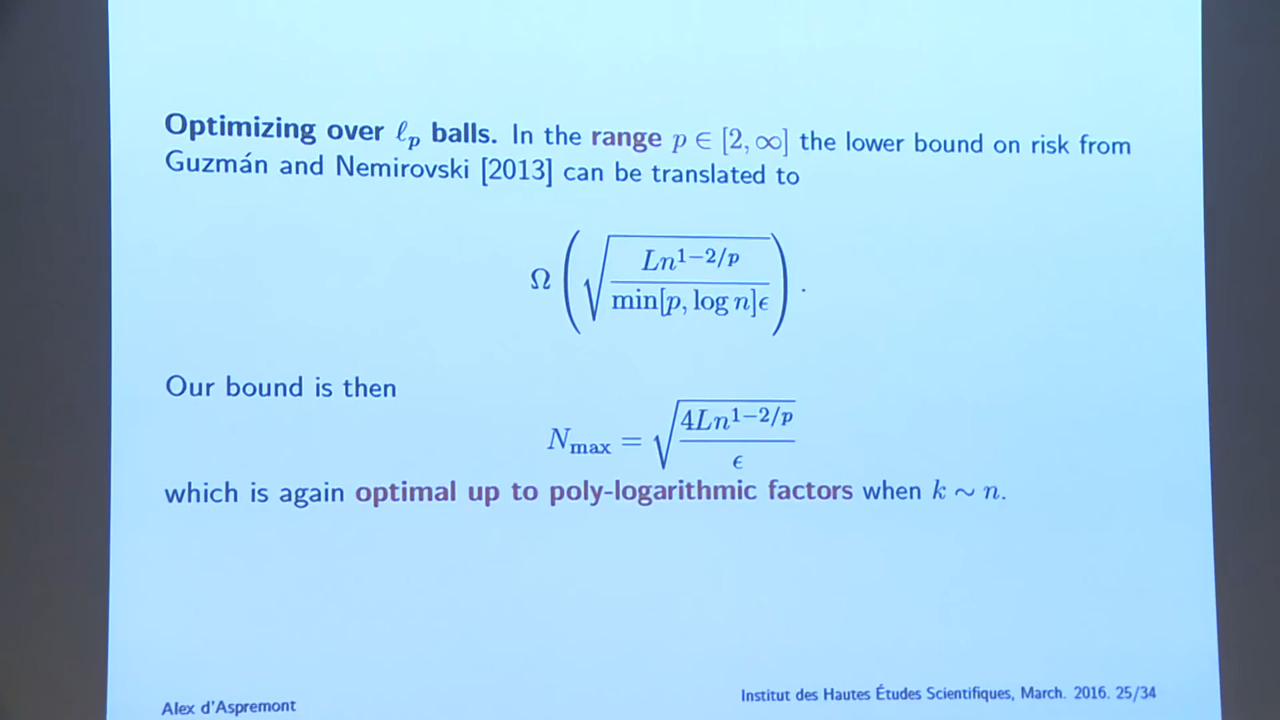 Optimizing over ℓ_p balls. In the range p ∈ [2, ∞] the lower bound on risk from
Guzmán and Nemirovski [2013] can be translated to
Ω ( √( Ln^{1−2/p} / min[p, log n]ϵ ) ) .
Our bound is then
N_max = √( 4Ln^{1−2/p} / ϵ )
which is again optimal up to poly-logarithmic factors when k ∼ n.
Alex d'Aspremont
Institut des Hautes Études Scientifiques, March. 2016. 25/34